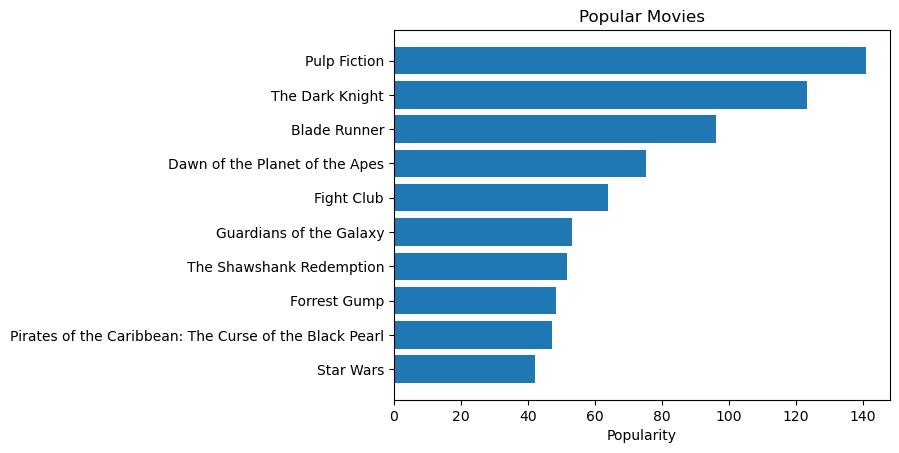 Popular Movies
Pulp Fiction
The Dark Knight
Blade Runner
Dawn of the Planet of the Apes
Fight Club
Guardians of the Galaxy
The Shawshank Redemption
Forrest Gump
Pirates of the Caribbean: The Curse of the Black Pearl
Star Wars
0 20 40 60 80 100 120 140
Popularity